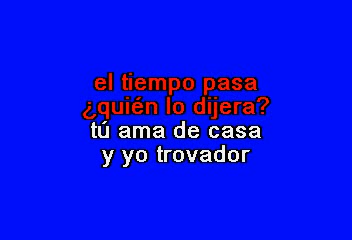 el tiempo pasa
¿quién lo dijera?
tú ama de casa
y yo trovador